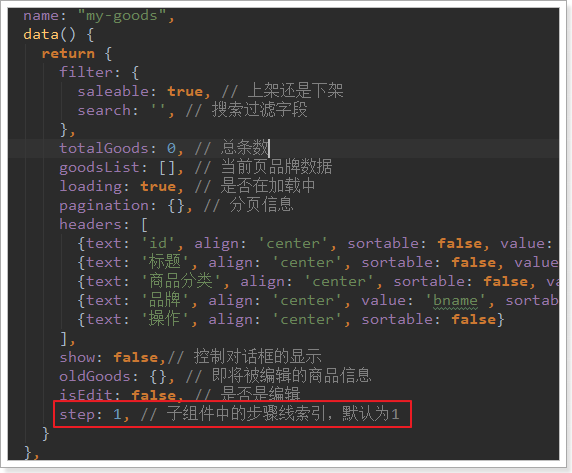 name: "my-goods",
data() {
return {
filter: {
saleable: true, // 上架还是下架
search: '', // 搜索过滤字段
},
totalGoods: 0, // 总条数
goodsList: [], // 当前页品牌数据
loading: true, // 是否在加载中
pagination: {}, // 分页信息
headers: [
{text: 'id', align: 'center', sortable: false, value:
{text: '标题', align: 'center', sortable: false, value:
{text: '商品分类', align: 'center', sortable: false, va
{text: '品牌', align: 'center', value: 'bname', sortab
{text: '操作', align: 'center', sortable: false}
],
show: false,// 控制对话框的显示
oldGoods: {}, // 即将被编辑的商品信息
isEdit: false, // 是否是编辑
step: 1, // 子组件中的步骤线索引，默认为1
}
},